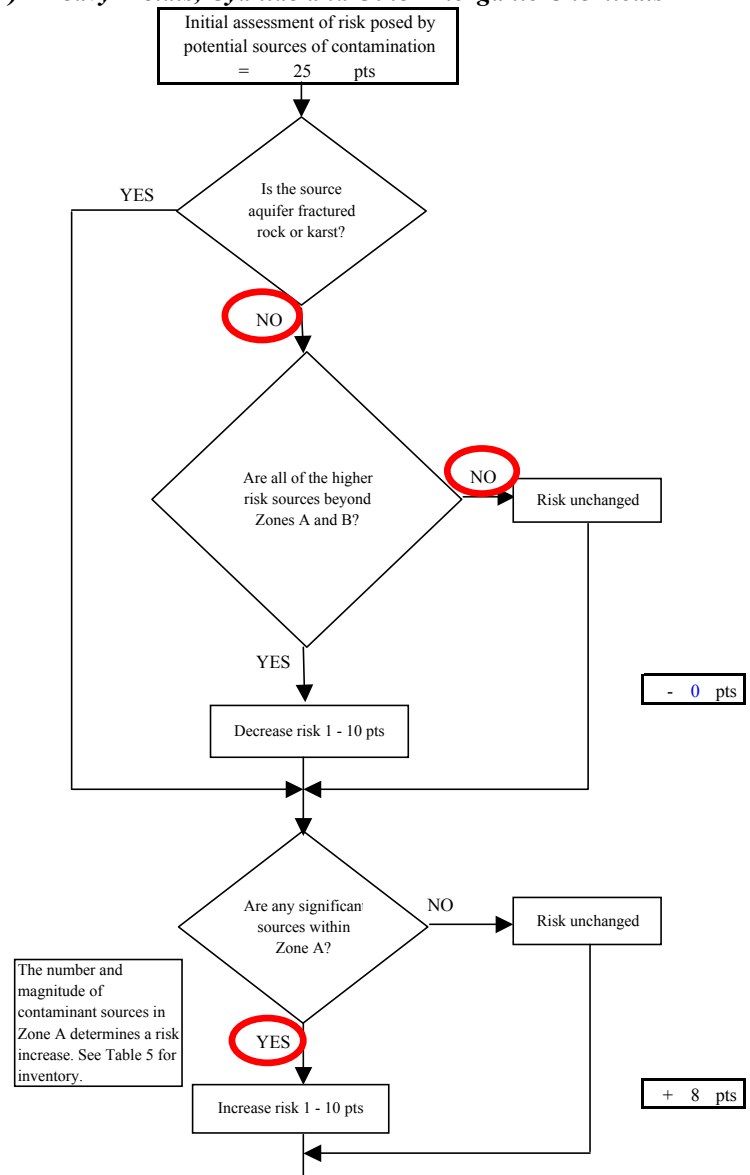 Initial assessment of risk posed by
potential sources of contamination
= 25 pts
YES
Is the source
aquifer fractured
rock or karst?
NO
Are all of the higher
risk sources beyond
Zones A and B?
NO
Risk unchanged
YES
- 0 pts
Decrease risk 1 - 10 pts
Are any significant
sources within
Zone A?
NO
Risk unchanged
The number and
magnitude of
contaminant sources in
Zone A determines a risk
increase. See Table 5 for
inventory.
YES
Increase risk 1 - 10 pts
+ 8 pts